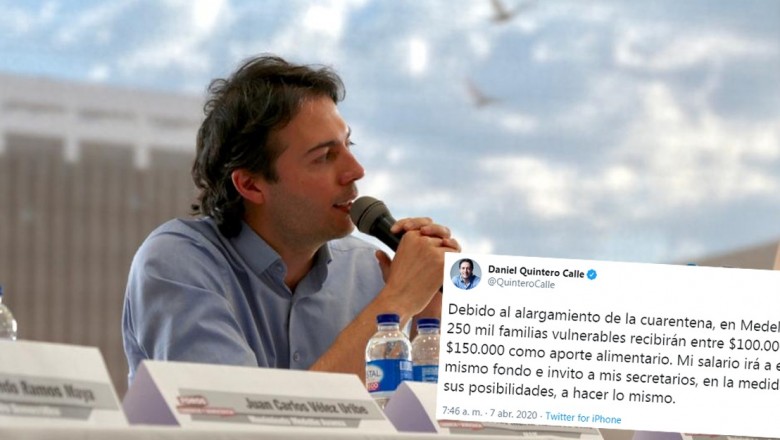 Daniel Quintero Calle
@QuinteroCalle
Debido al alargamiento de la cuarentena, en Medel
250 mil familias vulnerables recibirán entre $100.00
$150.000 como aporte alimentario. Mi salario irá a e
mismo fondo e invito a mis secretarios, en la medid
sus posibilidades, a hacer lo mismo.
7:46 a. m. · 7 abr. 2020 · Twitter for iPhone
Ramos Maya
Juan Carlos Vélez Uribe